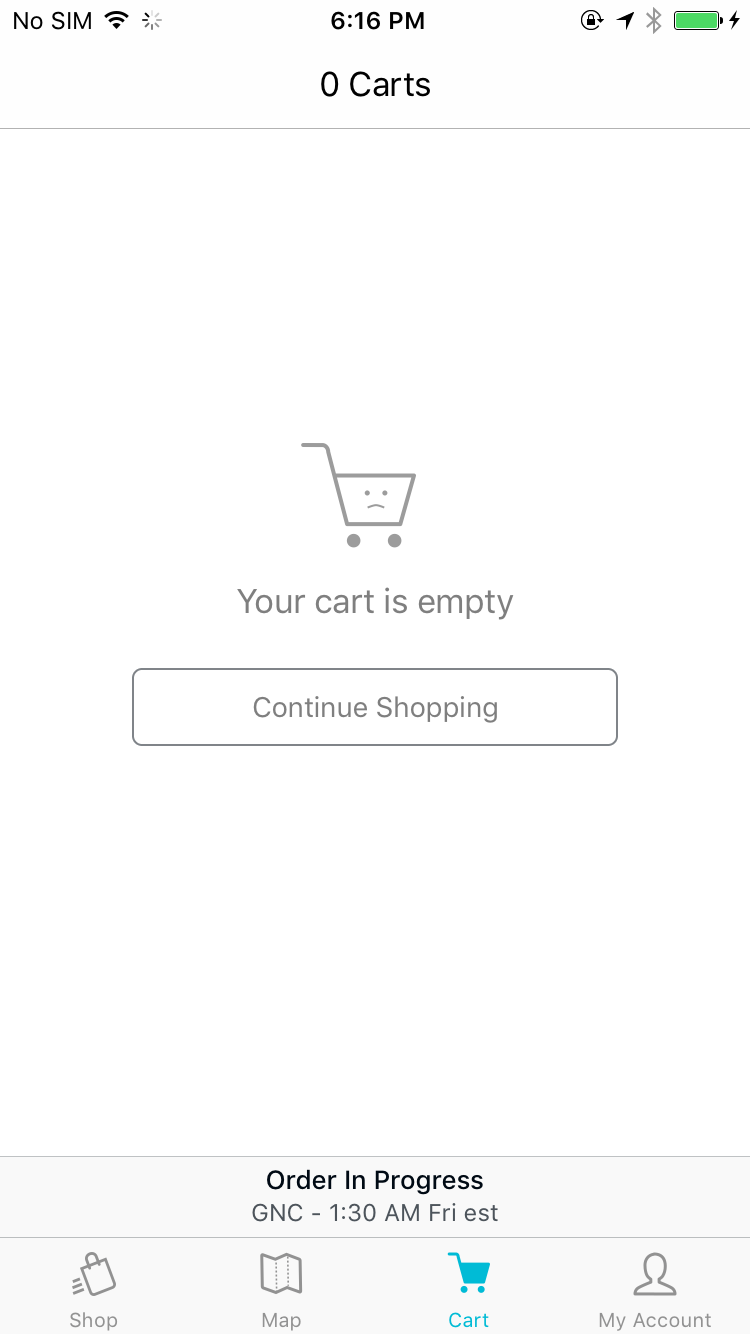 No SIM 6:16 PM
0 Carts
Your cart is empty
Continue Shopping
Order In Progress
GNC - 1:30 AM Fri est
Shop Map Cart My Account